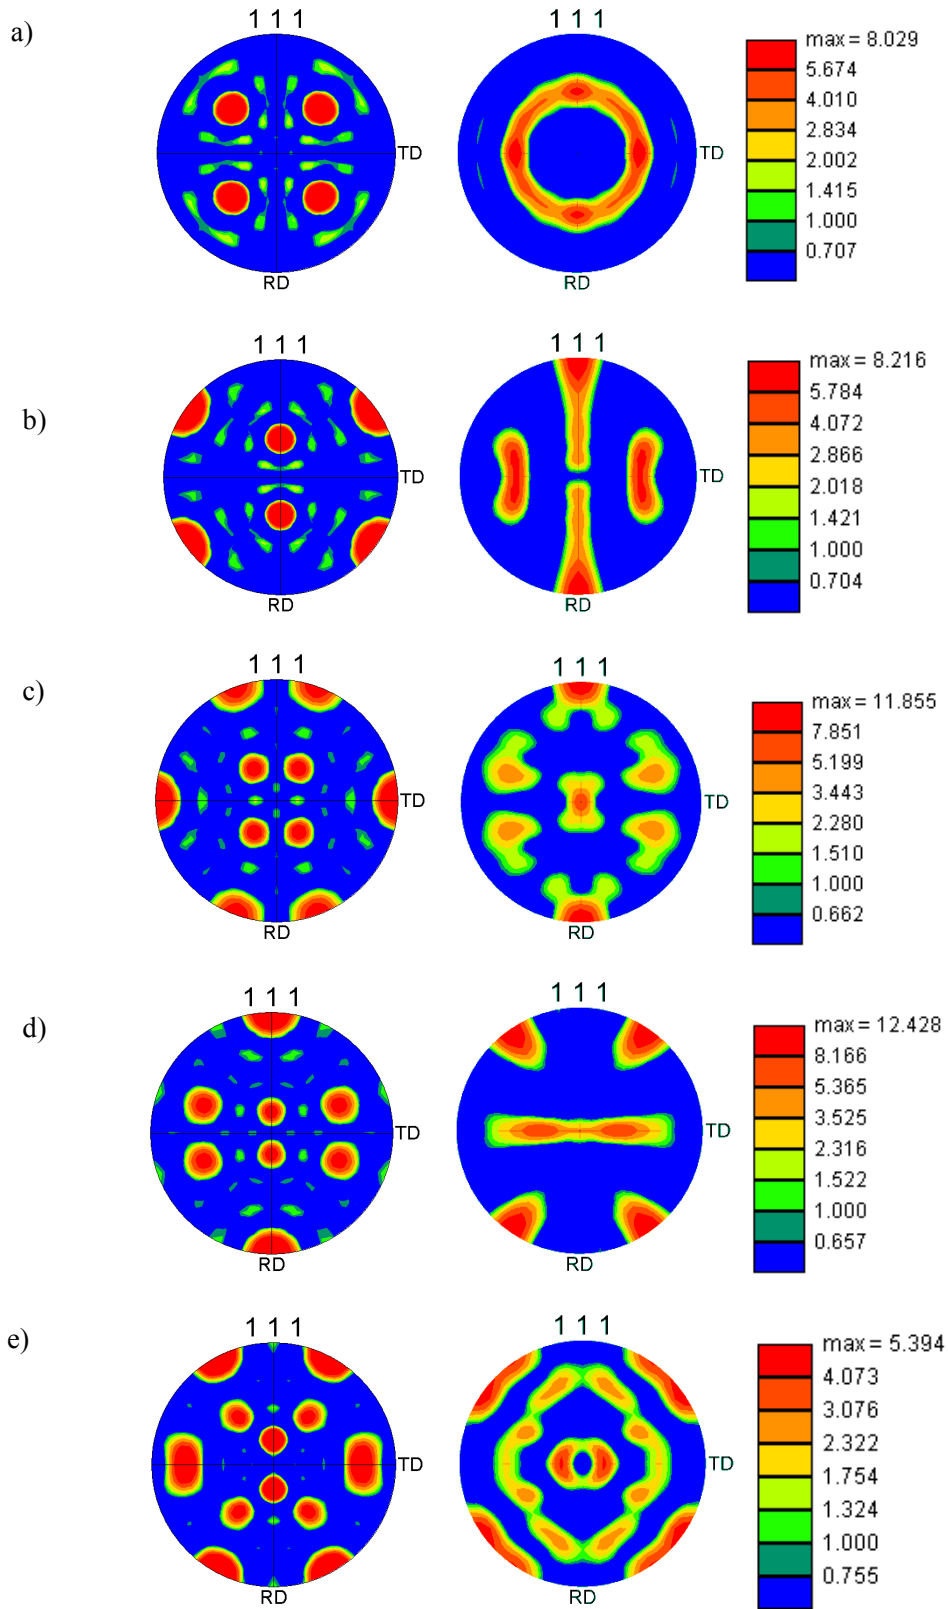 a)
1 1 1
TD
RD
1 1 1
TD
RD
max = 8.029
5.674
4.010
2.834
2.002
1.415
1.000
0.707
b)
1 1 1
TD
RD
1 1 1
TD
RD
max = 8.216
5.784
4.072
2.866
2.018
1.421
1.000
0.704
c)
1 1 1
TD
RD
1 1 1
TD
RD
max = 11.855
7.851
5.199
3.443
2.280
1.510
1.000
0.662
d)
1 1 1
TD
RD
1 1 1
TD
RD
max = 12.428
8.166
5.365
3.525
2.316
1.522
1.000
0.657
e)
1 1 1
TD
RD
1 1 1
TD
RD
max = 5.394
4.073
3.076
2.322
1.754
1.324
1.000
0.755